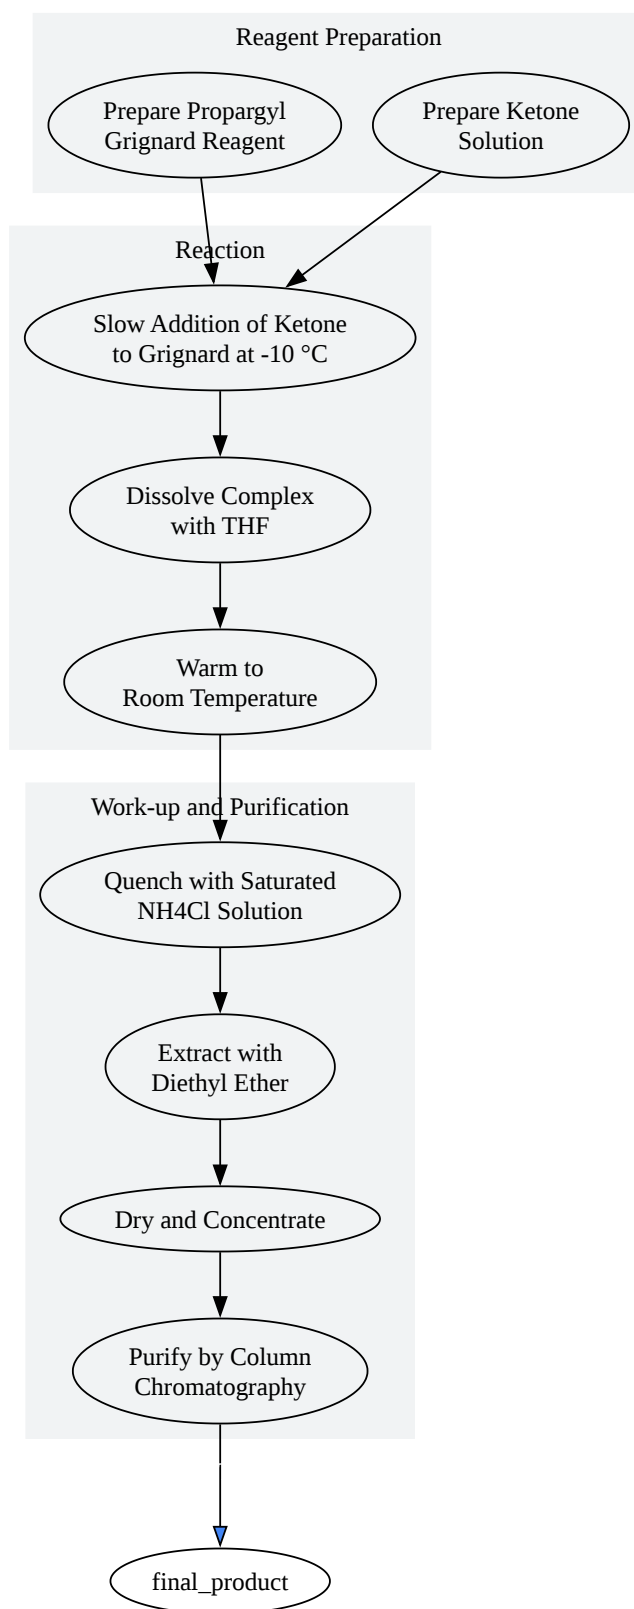 Reagent Preparation
Prepare Propargyl
Grignard Reagent
Prepare Ketone
Solution
Reaction
Slow Addition of Ketone
to Grignard at -10 °C
Dissolve Complex
with THF
Warm to
Room Temperature
Work-up and Purification
Quench with Saturated
NH4Cl Solution
Extract with
Diethyl Ether
Dry and Concentrate
Purify by Column
Chromatography
final_product